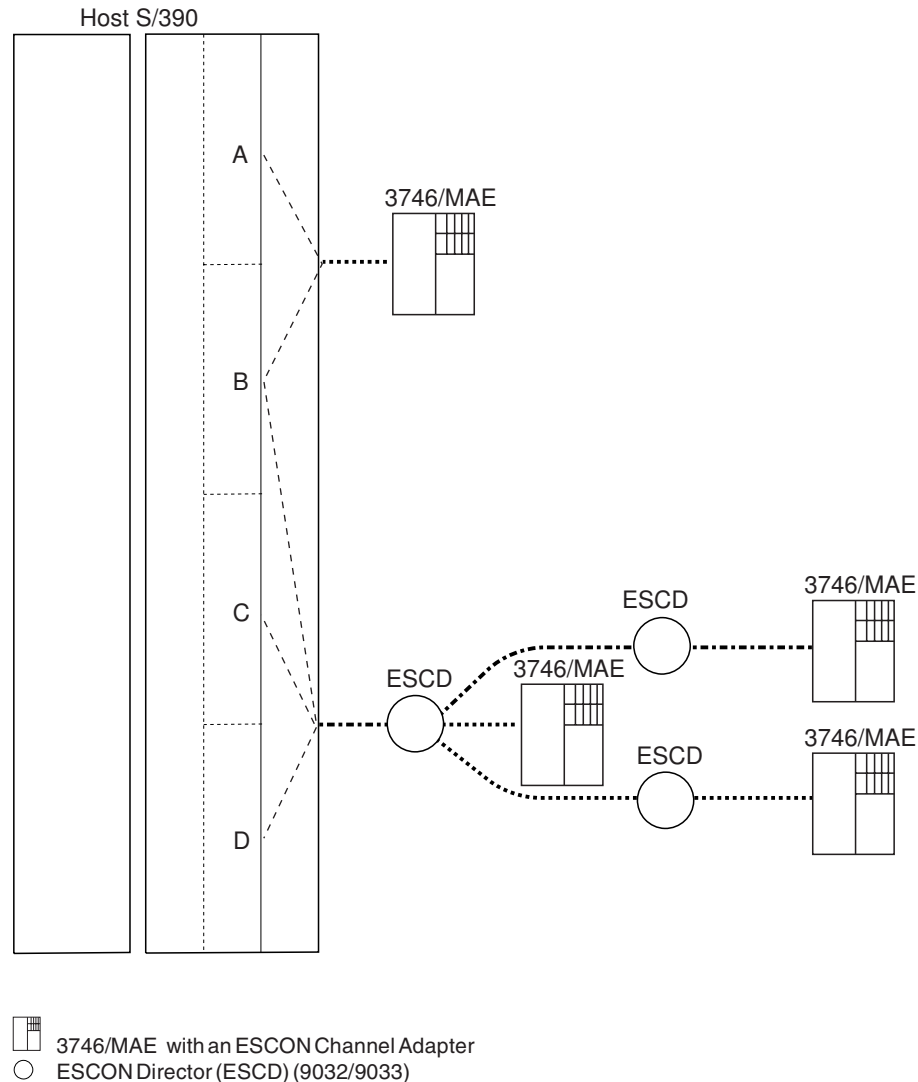 Host S/390
A
3746/MAE
B
C
ESCD
3746/MAE
ESCD
3746/MAE
ESCD
3746/MAE
D
3746/MAE with an ESCON Channel Adapter
ESCON Director (ESCD) (9032/9033)